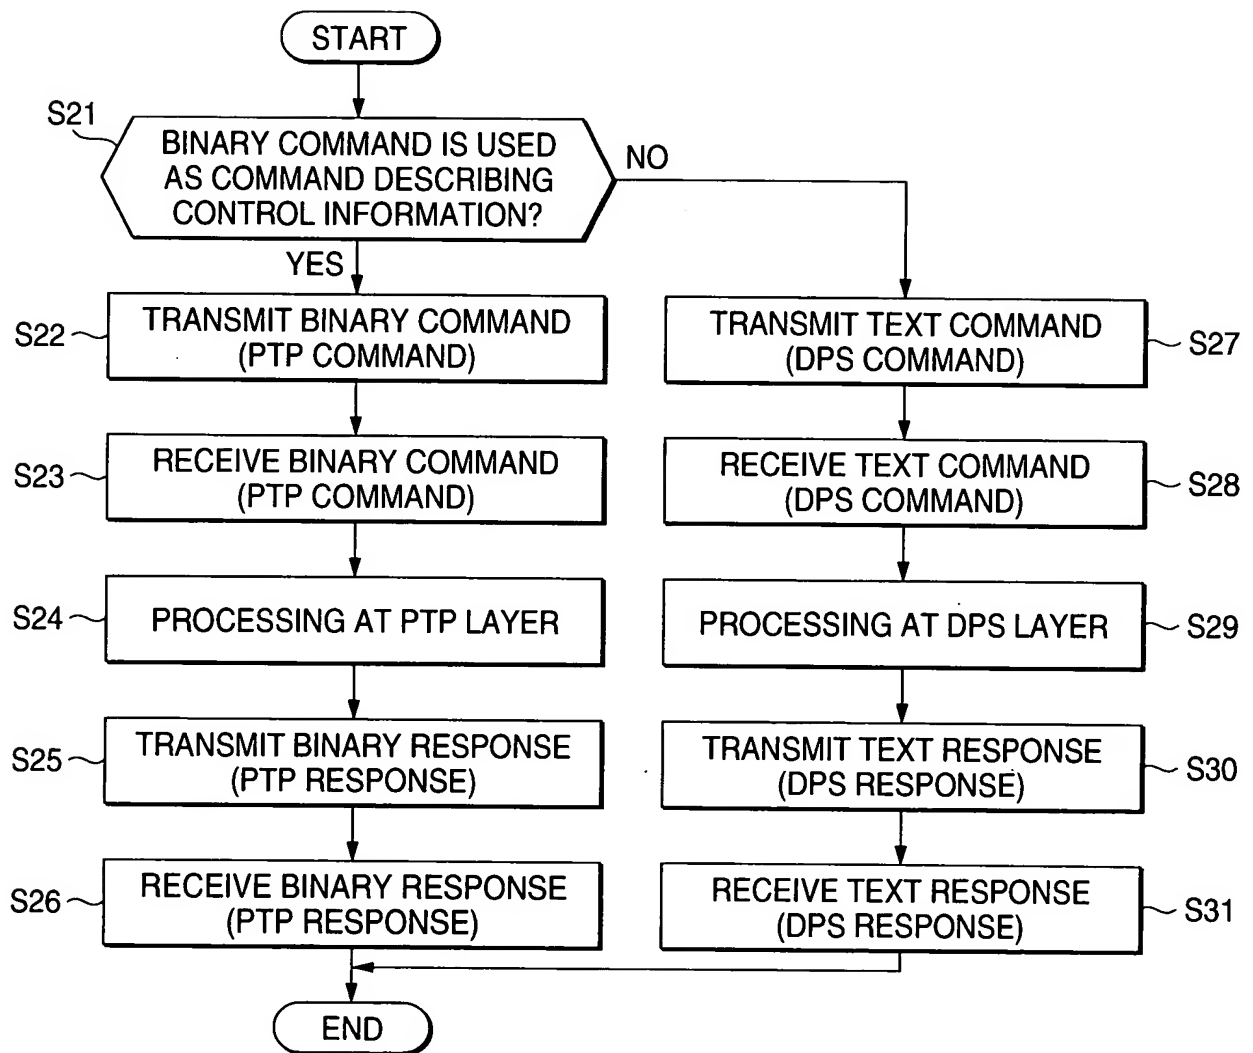 START
S21
BINARY COMMAND IS USED
AS COMMAND DESCRIBING
CONTROL INFORMATION?
NO
YES
S22
TRANSMIT BINARY COMMAND
(PTP COMMAND)
TRANSMIT TEXT COMMAND
(DPS COMMAND)
S27
S23
RECEIVE BINARY COMMAND
(PTP COMMAND)
RECEIVE TEXT COMMAND
(DPS COMMAND)
S28
S24
PROCESSING AT PTP LAYER
PROCESSING AT DPS LAYER
S29
S25
TRANSMIT BINARY RESPONSE
(PTP RESPONSE)
TRANSMIT TEXT RESPONSE
(DPS RESPONSE)
S30
S26
RECEIVE BINARY RESPONSE
(PTP RESPONSE)
RECEIVE TEXT RESPONSE
(DPS RESPONSE)
S31
END